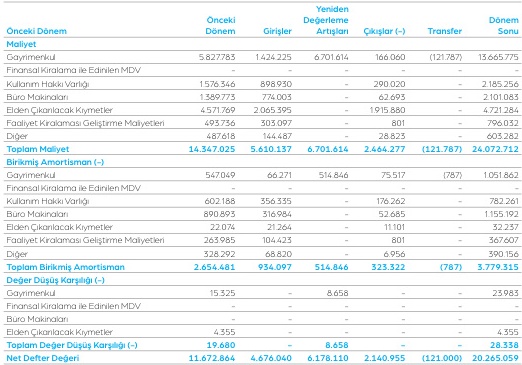 Önceki Dönem Önceki Dönem Girişler Yeniden Değerleme Artışları Çıkışlar (–) Transfer Dönem Sonu
Maliyet
Gayrimenkul 5.827.783 1.424.225 6.701.614 166.060 (121.787) 13.665.775
Finansal Kiralama ile Edinilen MDV – – – – – –
Kullanım Hakkı Varlığı 1.576.346 898.930 – 290.020 – 2.185.256
Büro Makinaları 1.389.773 774.003 – 62.693 – 2.101.083
Elden Çıkarılacak Kıymetler 4.571.769 2.065.395 – 1.915.880 – 4.721.284
Faaliyet Kiralaması Geliştirme Maliyetleri 493.736 303.097 – 801 – 796.032
Diğer 487.618 144.487 – 28.823 – 603.282
Toplam Maliyet 14.347.025 5.610.137 6.701.614 2.464.277 (121.787) 24.072.712
Birikmiş Amortisman (–)
Gayrimenkul 547.049 66.271 514.846 75.517 (787) 1.051.862
Finansal Kiralama ile Edinilen MDV – – – – – –
Kullanım Hakkı Varlığı 602.188 356.335 – 176.262 – 782.261
Büro Makinaları 890.893 316.984 – 52.685 – 1.155.192
Elden Çıkarılacak Kıymetler 22.074 21.264 – 11.101 – 32.237
Faaliyet Kiralaması Geliştirme Maliyetleri 263.985 104.423 – 801 – 367.607
Diğer 328.292 68.820 – 6.956 – 390.156
Toplam Birikmiş Amortisman 2.654.481 934.097 514.846 323.322 (787) 3.779.315
Değer Düşüş Karşılığı (–)
Gayrimenkul 15.325 – 8.658 – – 23.983
Finansal Kiralama ile Edinilen MDV – – – – – –
Büro Makinaları – – – – – –
Elden Çıkarılacak Kıymetler 4.355 – – – – 4.355
Toplam Değer Düşüş Karşılığı (–) 19.680 – 8.658 – – 28.338
Net Defter Değeri 11.672.864 4.676.040 6.178.110 2.140.955 (121.000) 20.265.059